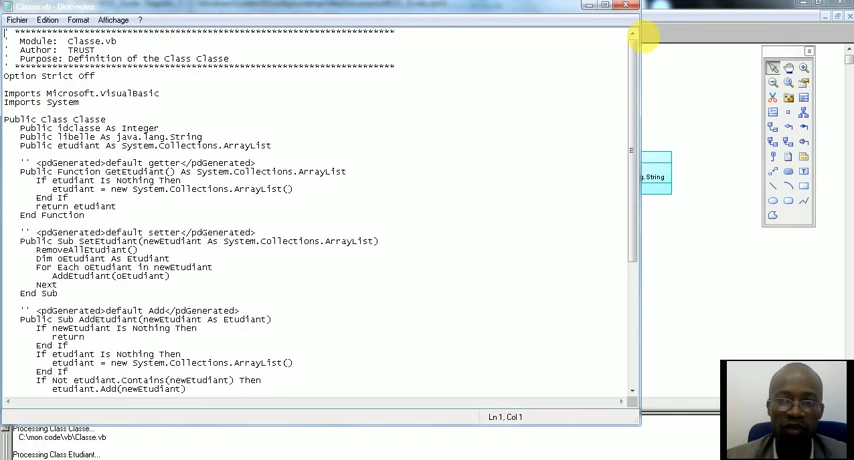 Classe.vb - Bloc-notes
Fichier Edition Format Affichage ?
' ***********************************************************************
' Module: Classe.vb
' Author: TRUST
' Purpose: Definition of the Class Classe
' ***********************************************************************
Option Strict Off
Imports Microsoft.VisualBasic
Imports System
Public Class Classe
Public idclasse As Integer
Public libelle As java.lang.String
Public etudiant As System.Collections.ArrayList
'' <pdGenerated>default getter</pdGenerated>
Public Function GetEtudiant() As System.Collections.ArrayList
If etudiant Is Nothing Then
etudiant = new System.Collections.ArrayList()
End If
return etudiant
End Function
'' <pdGenerated>default setter</pdGenerated>
Public Sub SetEtudiant(newEtudiant As System.Collections.ArrayList)
RemoveAllEtudiant()
Dim oEtudiant As Etudiant
For Each oEtudiant in newEtudiant
AddEtudiant(oEtudiant)
Next
End Sub
'' <pdGenerated>default Add</pdGenerated>
Public Sub AddEtudiant(newEtudiant As Etudiant)
If newEtudiant Is Nothing Then
return
End If
If etudiant Is Nothing Then
etudiant = new System.Collections.ArrayList()
End If
If Not etudiant.Contains(newEtudiant) Then
etudiant.Add(newEtudiant)
Ln 1, Col 1
g.String
Processing Class Classe...
C:\mon code\vb\Classe.vb
Processing Class Etudiant...